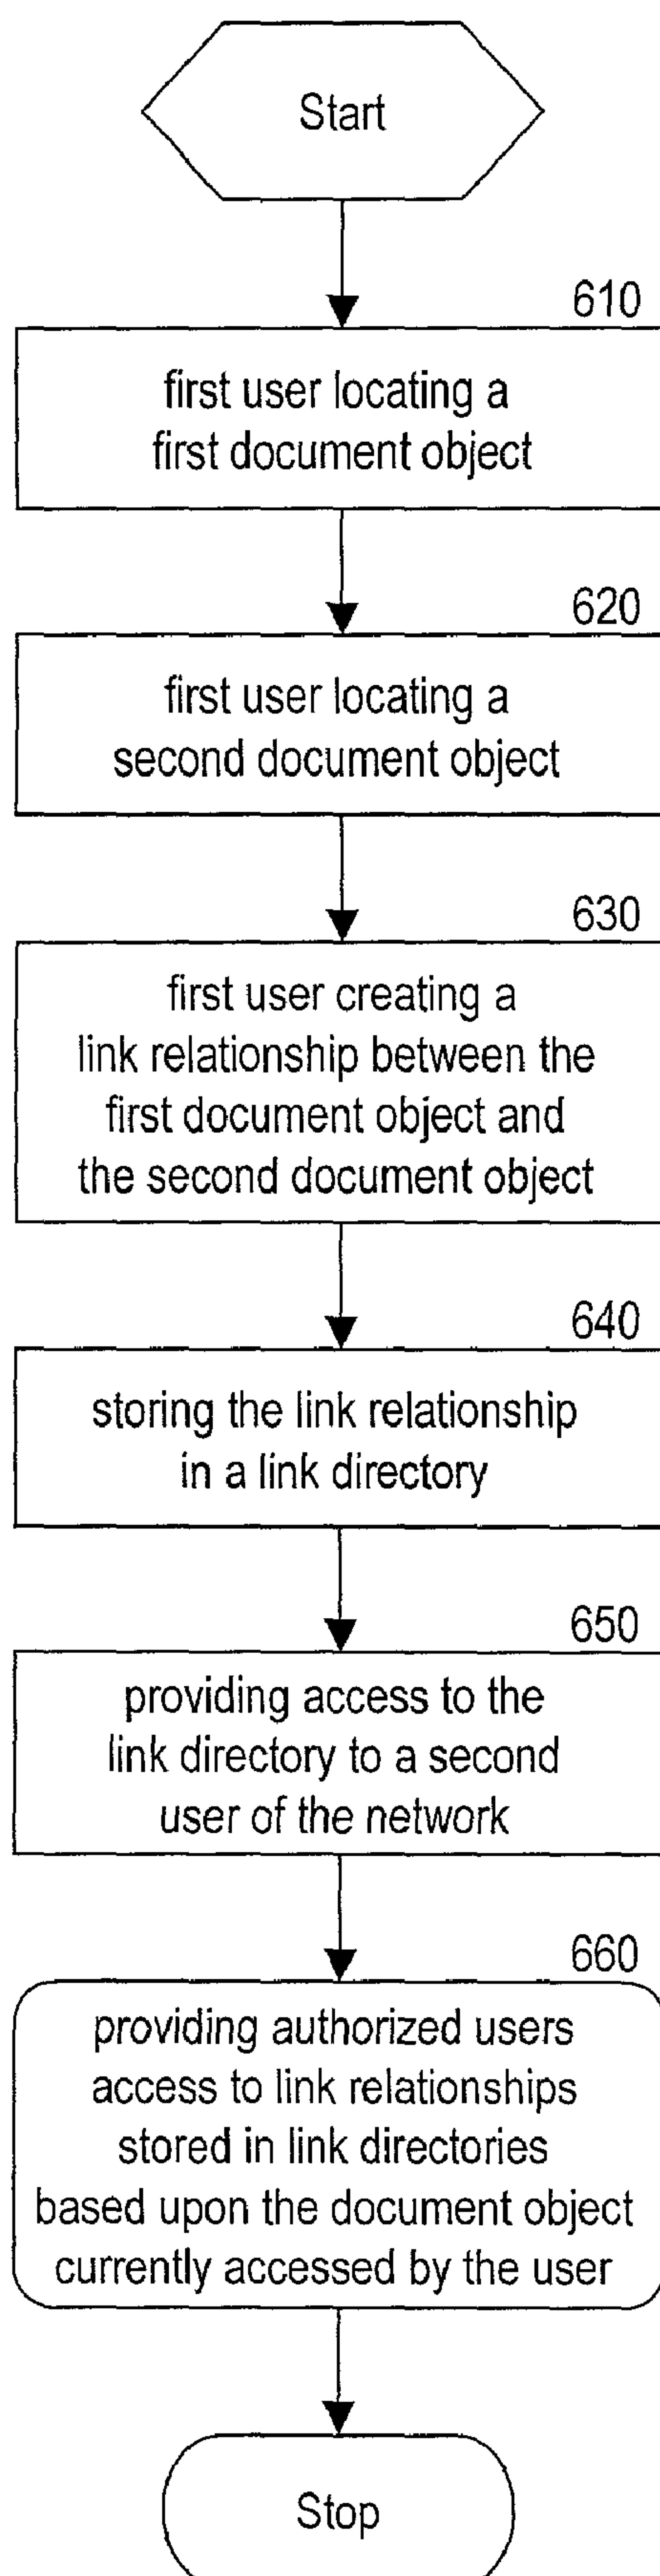 Start
610
first user locating a
first document object
620
first user locating a
second document object
630
first user creating a
link relationship between the
first document object and
the second document object
640
storing the link relationship
in a link directory
650
providing access to the
link directory to a second
user of the network
660
providing authorized users
access to link relationships
stored in link directories
based upon the document object
currently accessed by the user
Stop